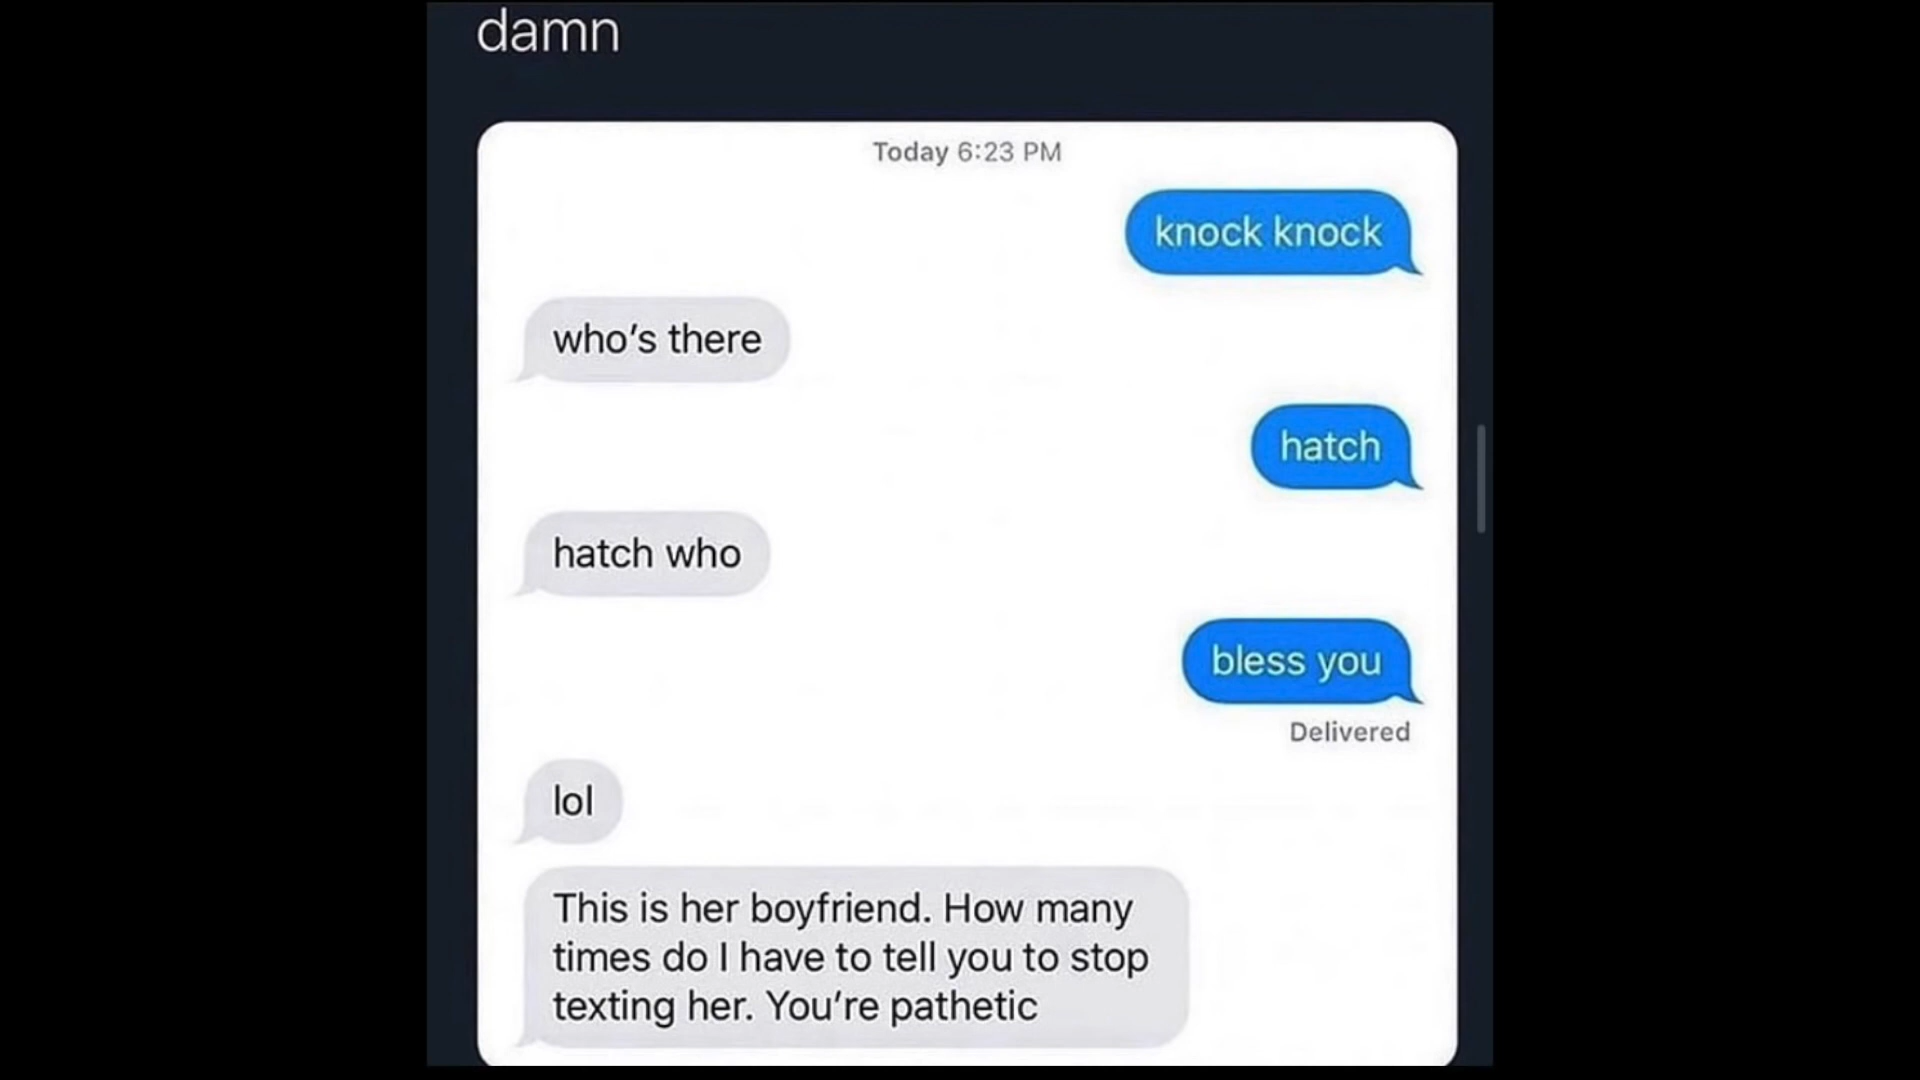 damn
Today 6:23 PM
knock knock
who’s there
hatch
hatch who
bless you
Delivered
lol
This is her boyfriend. How many
times do I have to tell you to stop
texting her. You’re pathetic